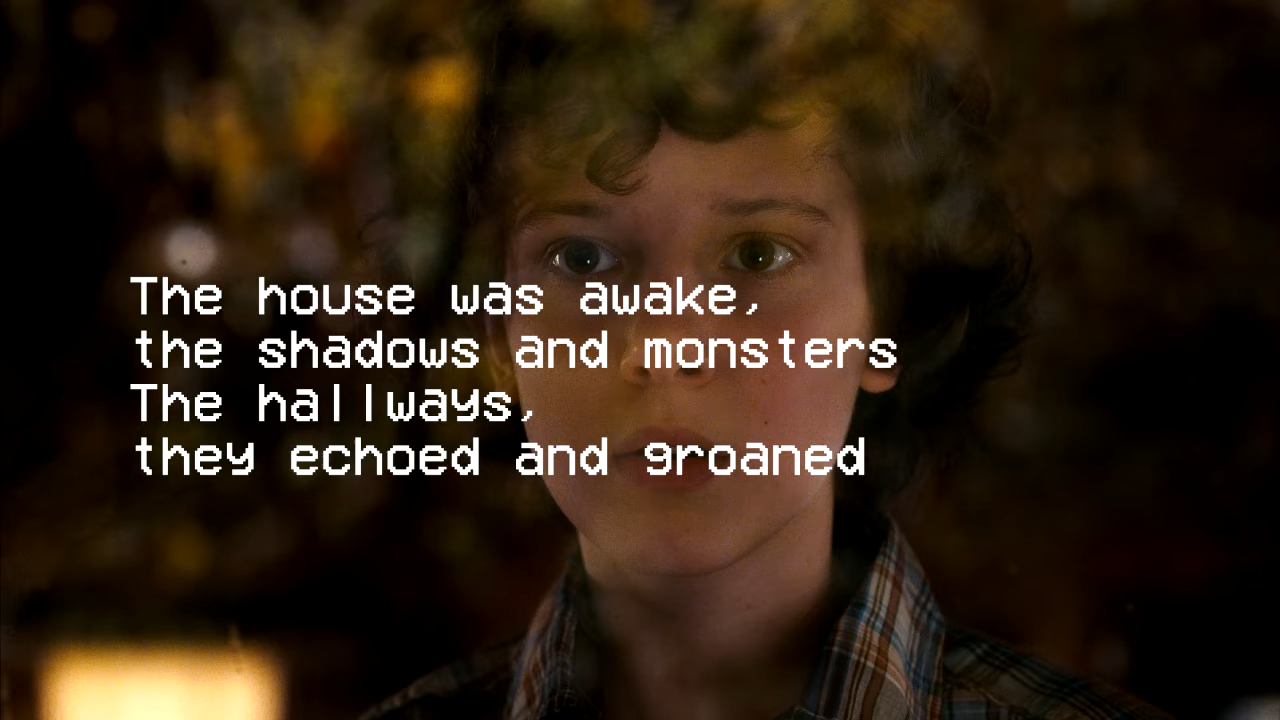 The house was awake,
the shadows and monsters
The hallways,
they echoed and groaned